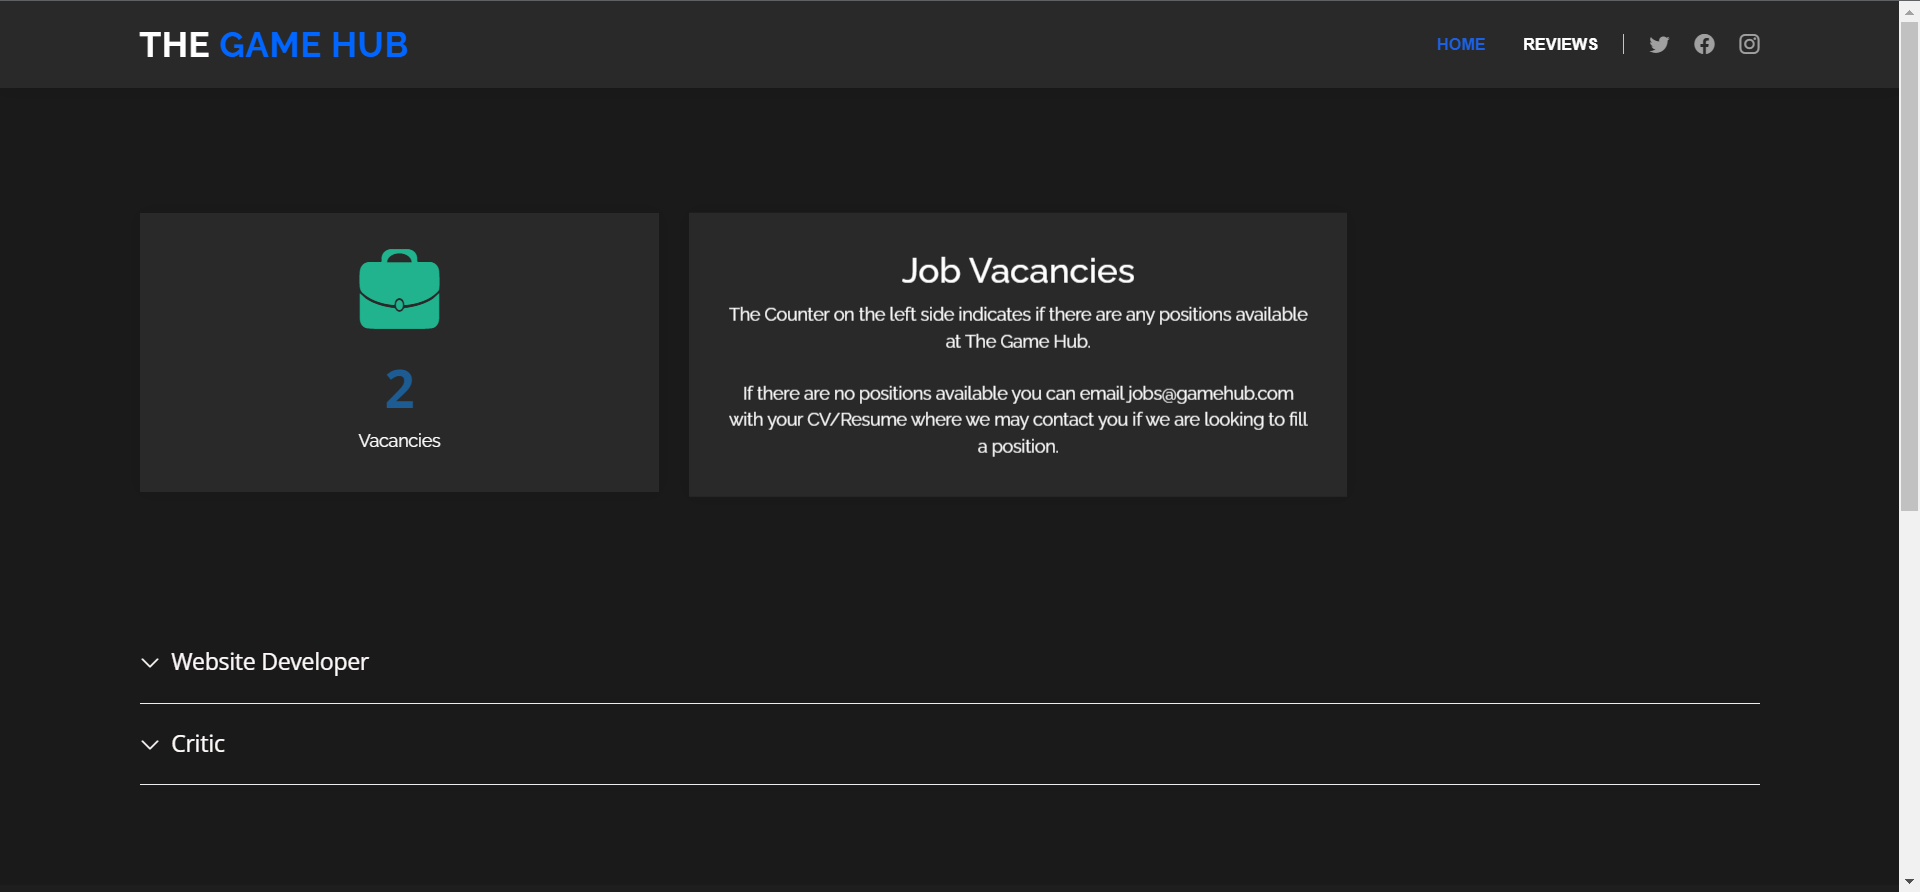 THE GAME HUB
HOME REVIEWS
2
Vacancies
Job Vacancies
The Counter on the left side indicates if there are any positions available
at The Game Hub.
If there are no positions available you can email jobs@gamehub.com
with your CV/Resume where we may contact you if we are looking to fill
a position.
Website Developer
Critic